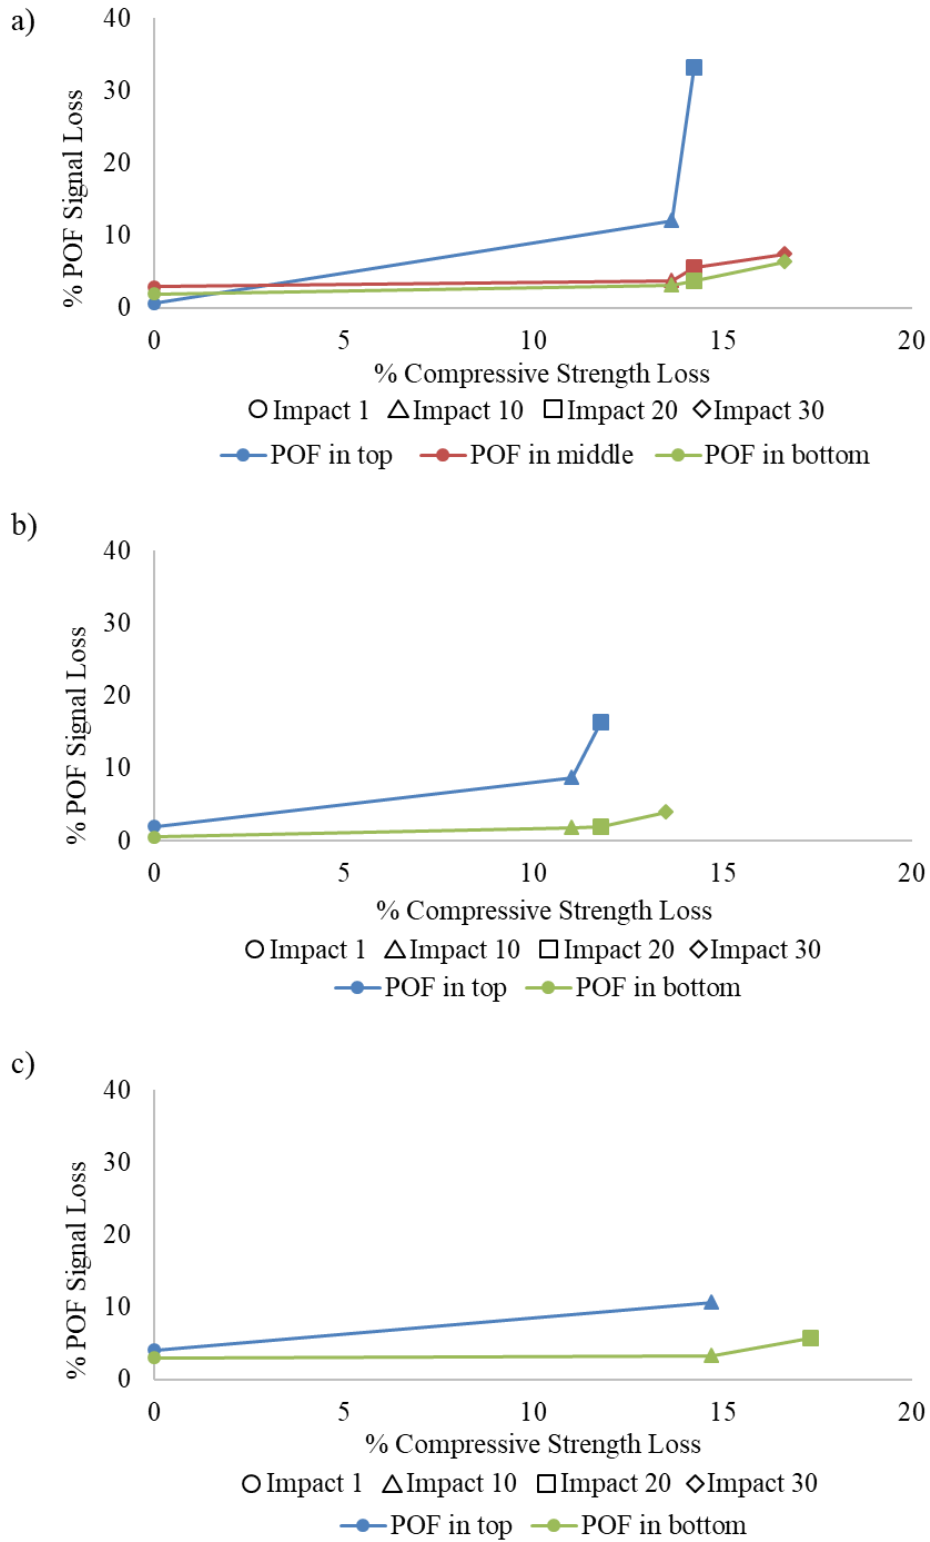 a)
% POF Signal Loss
40
30
20
10
0
0 5 10 15 20
% Compressive Strength Loss
Impact 1 Impact 10 Impact 20 Impact 30
POF in top POF in middle POF in bottom
b)
% POF Signal Loss
40
30
20
10
0
0 5 10 15 20
% Compressive Strength Loss
Impact 1 Impact 10 Impact 20 Impact 30
POF in top POF in bottom
c)
% POF Signal Loss
40
30
20
10
0
0 5 10 15 20
% Compressive Strength Loss
Impact 1 Impact 10 Impact 20 Impact 30
POF in top POF in bottom